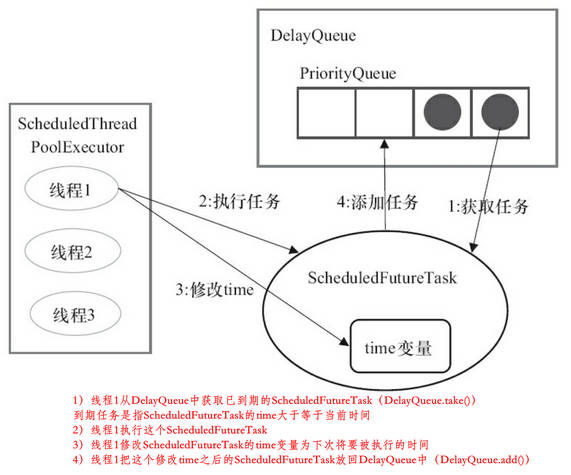 DelayQueue
PriorityQueue
ScheduledThread
PoolExecutor
线程1
线程2
线程3
2:执行任务
4:添加任务
1:获取任务
3:修改time
ScheduledFutureTask
time变量
1）线程1从DelayQueue中获取已到期的ScheduledFutureTask（DelayQueue.take()）
到期任务是指ScheduledFutureTask的time大于等于当前时间
2）线程1执行这个ScheduledFutureTask
3）线程1修改ScheduledFutureTask的time变量为下次将要被执行的时间
4）线程1把这个修改time之后的ScheduledFutureTask放回DelayQueue中（DelayQueue.add()）